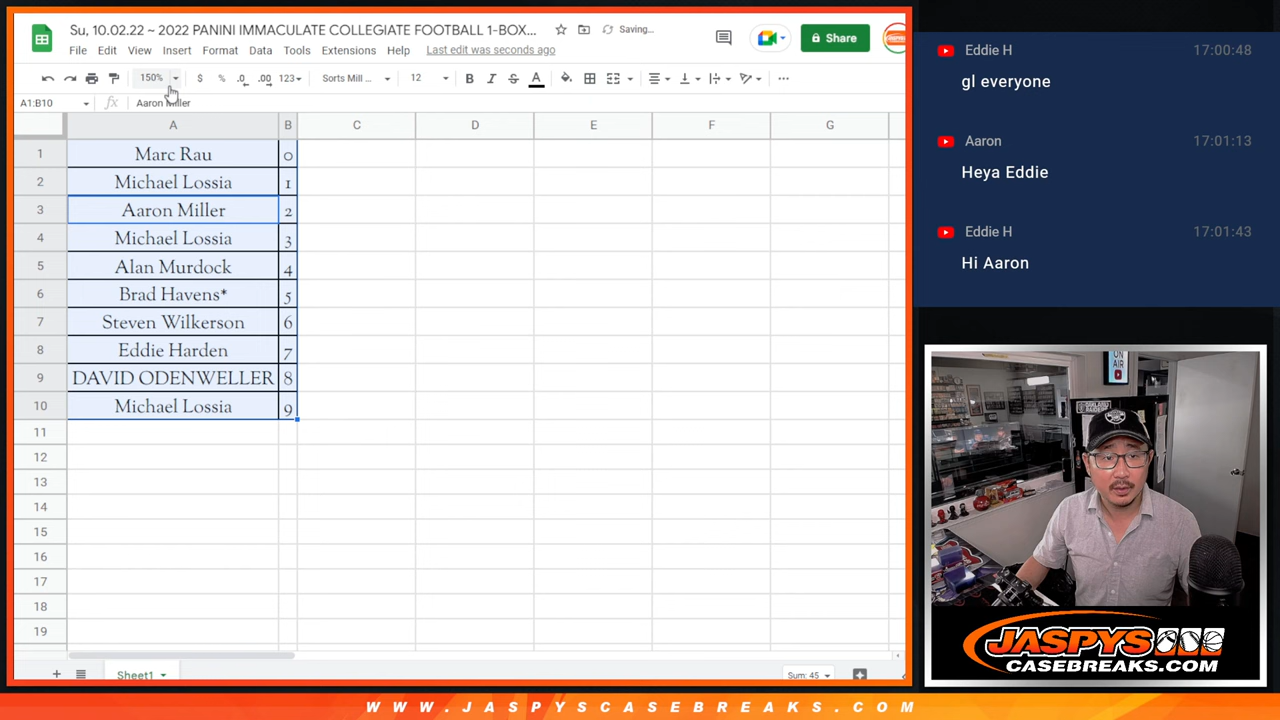 Su, 10.02.22 ~ 2022 PANINI IMMACULATE COLLEGIATE FOOTBALL 1-BOX...
Saving...
Share
File Edit View Insert Format Data Tools Extensions Help Last edit was seconds ago
150% $ % .0 .00 123 Sorts Mill ... 12 B I S A
A1:B10 fx Aaron Miller
A B C D E F G
1 Marc Rau 0
2 Michael Lossia 1
3 Aaron Miller 2
4 Michael Lossia 3
5 Alan Murdock 4
6 Brad Havens* 5
7 Steven Wilkerson 6
8 Eddie Harden 7
9 DAVID ODENWELLER 8
10 Michael Lossia 9
11
12
13
14
15
16
17
18
19
Sheet1
Sum: 45
Eddie H 17:00:48
gl everyone
Aaron 17:01:13
Heya Eddie
Eddie H 17:01:43
Hi Aaron
ON AIR
JASPYS
CASEBREAKS.COM
WWW.JASPYSCASEBREAKS.COM